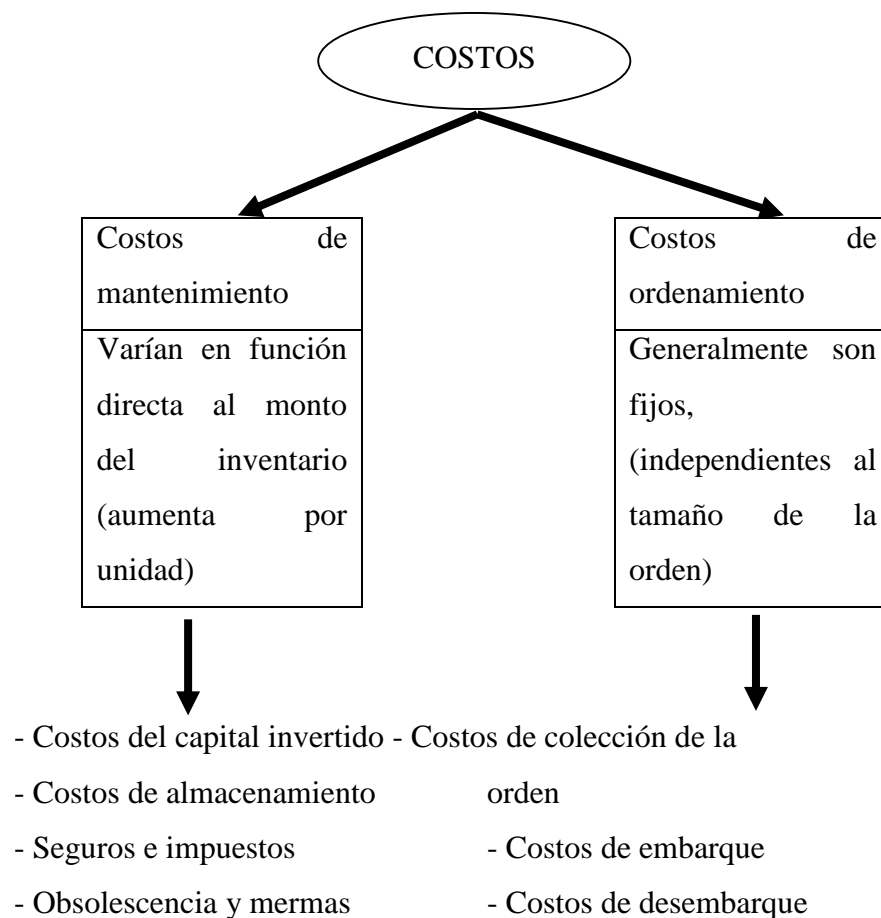 COSTOS
Costos de
mantenimiento
Varían en función
directa al monto
del inventario
(aumenta por
unidad)
Costos de
ordenamiento
Generalmente son
fijos,
(independientes al
tamaño de la
orden)
- Costos del capital invertido - Costos de colección de la
- Costos de almacenamiento orden
- Seguros e impuestos - Costos de embarque
- Obsolescencia y mermas - Costos de desembarque